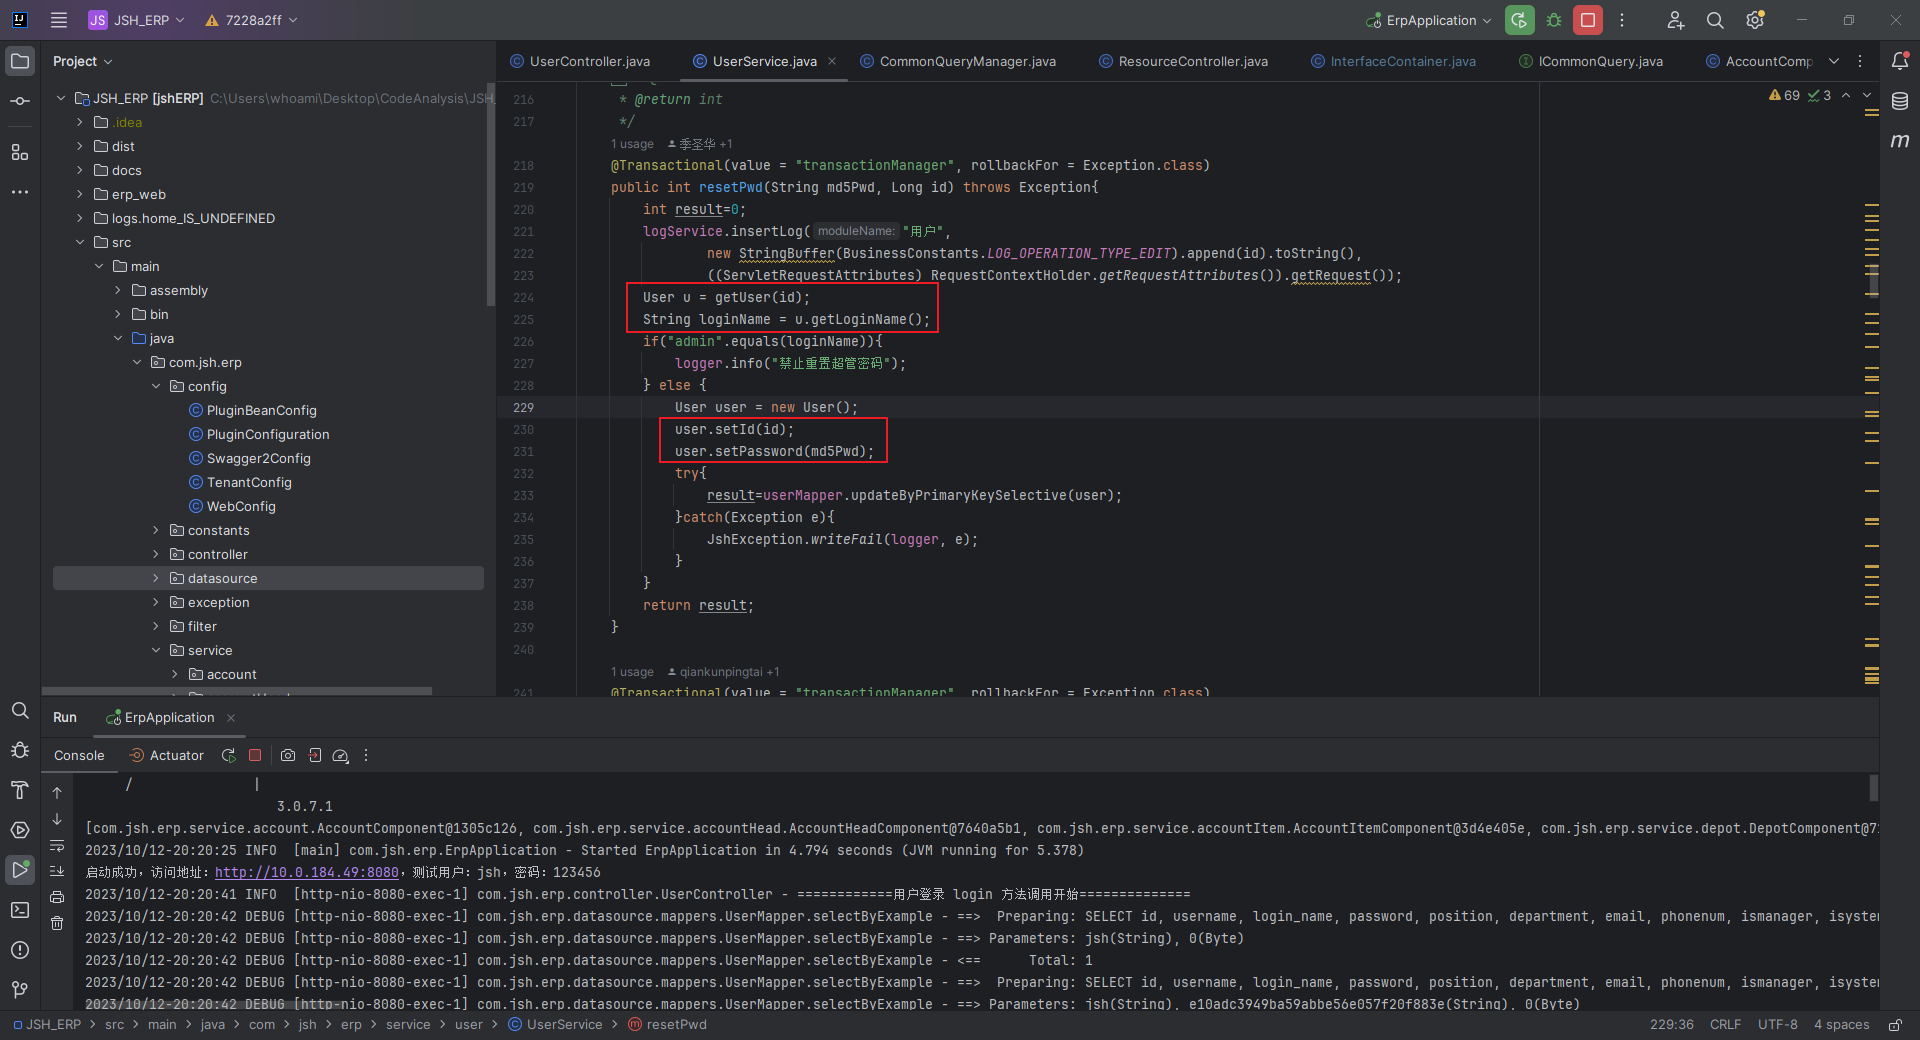 JS JSH_ERP 7228a2ff ErpApplication
Project
UserController.java UserService.java CommonQueryManager.java ResourceController.java InterfaceContainer.java ICommonQuery.java AccountComp
JSH_ERP [jshERP] C:\Users\whoami\Desktop\CodeAnalysis\JSH_
.idea
dist
docs
erp_web
logs.home_IS_UNDEFINED
src
main
assembly
bin
java
com.jsh.erp
config
PluginBeanConfig
PluginConfiguration
Swagger2Config
TenantConfig
WebConfig
constants
controller
datasource
exception
filter
service
account
69 3
216 * @return int
217 */
1 usage 季圣华 +1
218 @Transactional(value = "transactionManager", rollbackFor = Exception.class)
219 public int resetPwd(String md5Pwd, Long id) throws Exception{
220 int result=0;
221 logService.insertLog( moduleName: "用户",
222 new StringBuffer(BusinessConstants.LOG_OPERATION_TYPE_EDIT).append(id).toString(),
223 ((ServletRequestAttributes) RequestContextHolder.getRequestAttributes()).getRequest());
224 User u = getUser(id);
225 String loginName = u.getLoginName();
226 if("admin".equals(loginName)){
227 logger.info("禁止重置超管密码");
228 } else {
229 User user = new User();
230 user.setId(id);
231 user.setPassword(md5Pwd);
232 try{
233 result=userMapper.updateByPrimaryKeySelective(user);
234 }catch(Exception e){
235 JshException.writeFail(logger, e);
236 }
237 }
238 return result;
239 }
240
1 usage qiankunpingtai +1
241 @Transactional(value = "transactionManager", rollbackFor = Exception.class)
Run ErpApplication
Console Actuator
/ |
3.0.7.1
[com.jsh.erp.service.account.AccountComponent@1305c126, com.jsh.erp.service.accountHead.AccountHeadComponent@7640a5b1, com.jsh.erp.service.accountItem.AccountItemComponent@3d4e405e, com.jsh.erp.service.depot.DepotComponent@7
2023/10/12-20:20:25 INFO [main] com.jsh.erp.ErpApplication - Started ErpApplication in 4.794 seconds (JVM running for 5.378)
启动成功，访问地址：http://10.0.184.49:8080，测试用户：jsh，密码：123456
2023/10/12-20:20:41 INFO [http-nio-8080-exec-1] com.jsh.erp.controller.UserController - ============用户登录 login 方法调用开始==============
2023/10/12-20:20:42 DEBUG [http-nio-8080-exec-1] com.jsh.erp.datasource.mappers.UserMapper.selectByExample - ==> Preparing: SELECT id, username, login_name, password, position, department, email, phonenum, ismanager, isystem
2023/10/12-20:20:42 DEBUG [http-nio-8080-exec-1] com.jsh.erp.datasource.mappers.UserMapper.selectByExample - ==> Parameters: jsh(String), 0(Byte)
2023/10/12-20:20:42 DEBUG [http-nio-8080-exec-1] com.jsh.erp.datasource.mappers.UserMapper.selectByExample - <== Total: 1
2023/10/12-20:20:42 DEBUG [http-nio-8080-exec-1] com.jsh.erp.datasource.mappers.UserMapper.selectByExample - ==> Preparing: SELECT id, username, login_name, password, position, department, email, phonenum, ismanager, isystem
2023/10/12-20:20:42 DEBUG [http-nio-8080-exec-1] com.jsh.erp.datasource.mappers.UserMapper.selectByExample - ==> Parameters: jsh(String), e10adc3949ba59abbe56e057f20f883e(String), 0(Byte)
JSH_ERP > src > main > java > com > jsh > erp > service > user > UserService > resetPwd 229:36 CRLF UTF-8 4 spaces